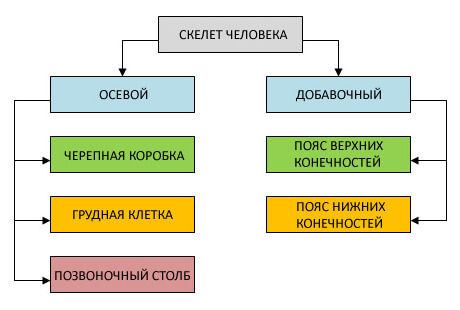 СКЕЛЕТ ЧЕЛОВЕКА
ОСЕВОЙ
ДОБАВОЧНЫЙ
ЧЕРЕПНАЯ КОРОБКА
ПОЯС ВЕРХНИХ
КОНЕЧНОСТЕЙ
ГРУДНАЯ КЛЕТКА
ПОЯС НИЖНИХ
КОНЕЧНОСТЕЙ
ПОЗВОНОЧНЫЙ СТОЛБ